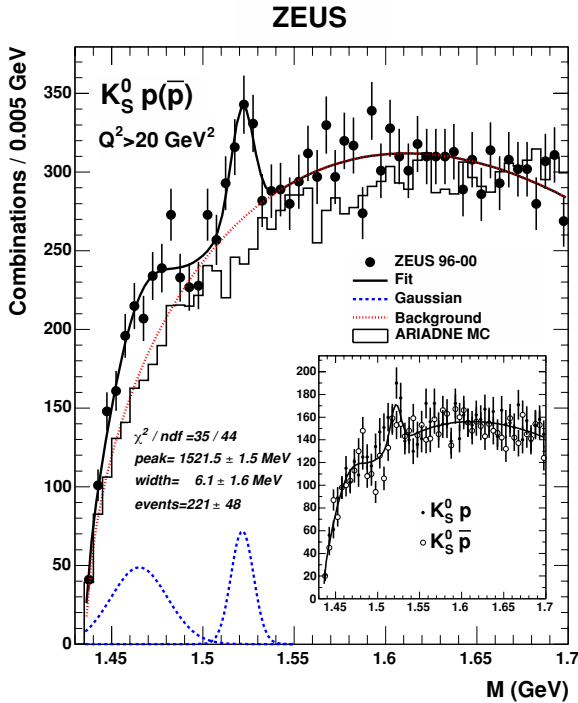 ZEUS
Combinations / 0.005 GeV
350
300
250
200
150
100
50
0
K⁰_S p(p̄)
Q² > 20 GeV²
ZEUS 96-00
Fit
Gaussian
Background
ARIADNE MC
χ² / ndf =35 / 44
peak= 1521.5 ± 1.5 MeV
width= 6.1 ± 1.6 MeV
events=221 ± 48
200
180
160
140
120
100
80
60
40
20
0
K⁰_S p
K⁰_S p̄
1.45 1.5 1.55 1.6 1.65 1.7
1.45 1.5 1.55 1.6 1.65 1.7
M (GeV)